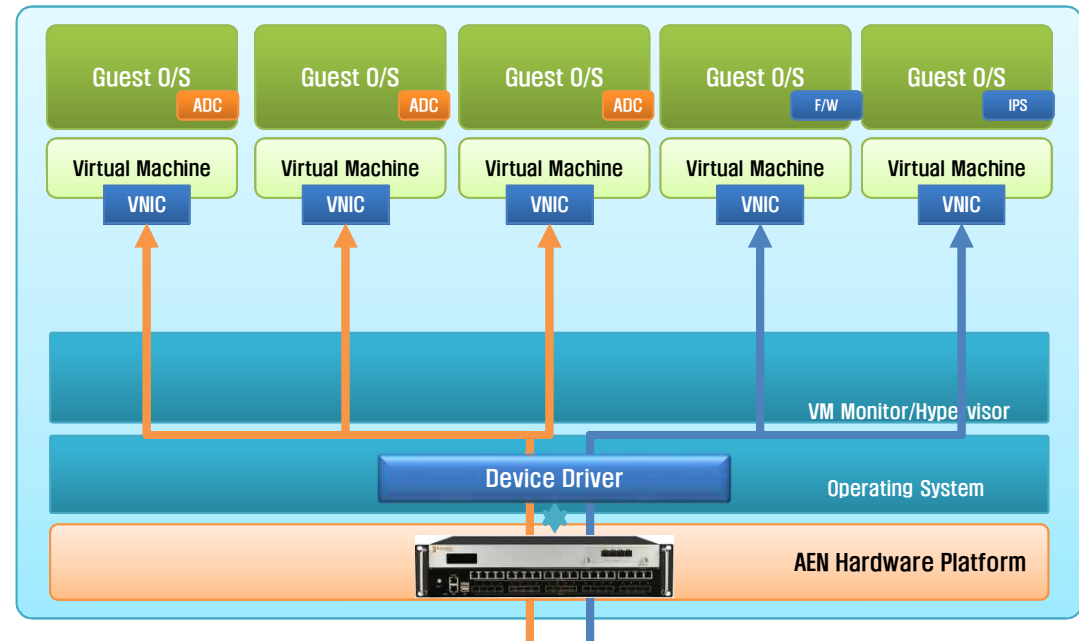 Guest O/S
ADC
Guest O/S
ADC
Guest O/S
ADC
Guest O/S
F/W
Guest O/S
IPS
Virtual Machine
VNIC
Virtual Machine
VNIC
Virtual Machine
VNIC
Virtual Machine
VNIC
Virtual Machine
VNIC
VM Monitor/Hypervisor
Device Driver
Operating System
AEN Hardware Platform